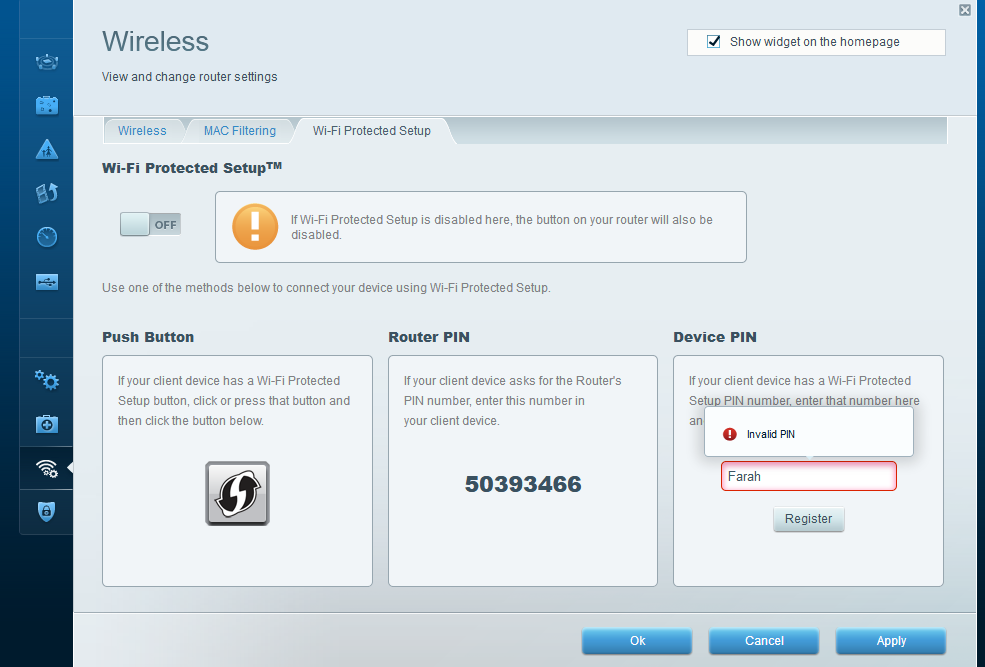 Wireless
Show widget on the homepage
View and change router settings
Wireless
MAC Filtering
Wi-Fi Protected Setup
Wi-Fi Protected Setup™
OFF
If Wi-Fi Protected Setup is disabled here, the button on your router will also be
disabled.
Use one of the methods below to connect your device using Wi-Fi Protected Setup.
Push Button
If your client device has a Wi-Fi Protected
Setup button, click or press that button and
then click the button below.
Router PIN
If your client device asks for the Router's
PIN number, enter this number in
your client device.
50393466
Device PIN
If your client device has a Wi-Fi Protected
Setup PIN number, enter that number here
Invalid PIN
Farah
Register
Ok
Cancel
Apply